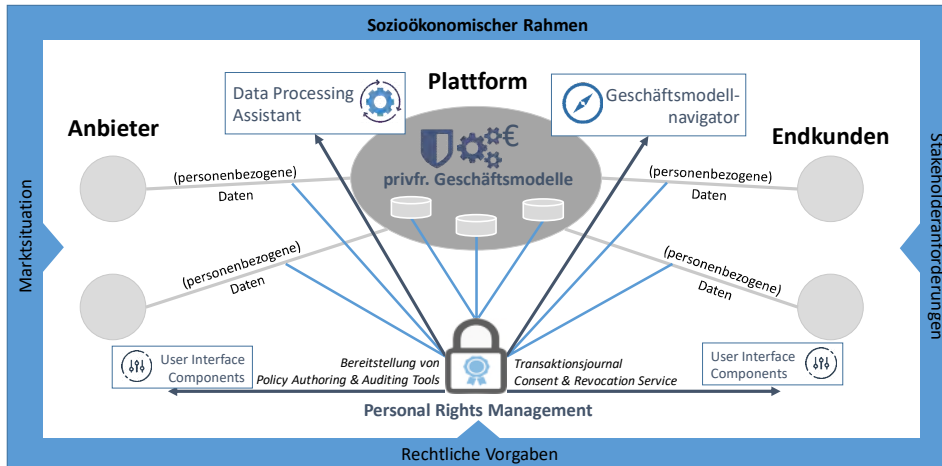 Sozioökonomischer Rahmen
Plattform
Data Processing
Assistant
Geschäftsmodell-
navigator
Anbieter
Endkunden
€
privfr. Geschäftsmodelle
(personenbezogene)
Daten
(personenbezogene)
Daten
(personenbezogene)
Daten
(personenbezogene)
Daten
Marktsituation
Stakeholderanforderungen
User Interface
Components
Bereitstellung von
Policy Authoring & Auditing Tools
Transaktionsjournal
Consent & Revocation Service
User Interface
Components
Personal Rights Management
Rechtliche Vorgaben